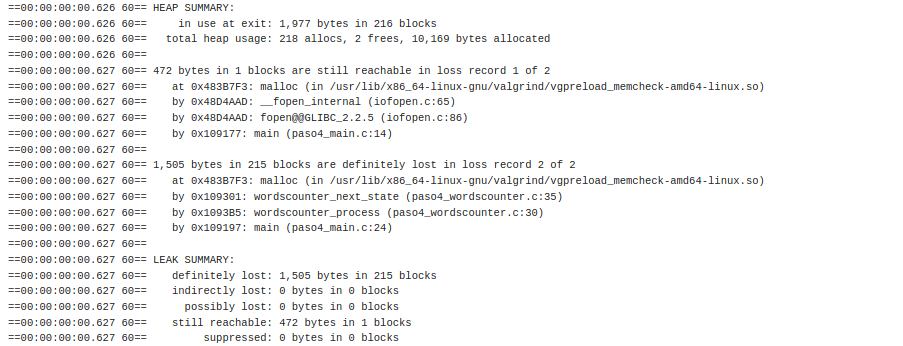 ==00:00:00:00.626 60== HEAP SUMMARY:
==00:00:00:00.626 60==     in use at exit: 1,977 bytes in 216 blocks
==00:00:00:00.626 60==   total heap usage: 218 allocs, 2 frees, 10,169 bytes allocated
==00:00:00:00.626 60==
==00:00:00:00.627 60== 472 bytes in 1 blocks are still reachable in loss record 1 of 2
==00:00:00:00.627 60==    at 0x483B7F3: malloc (in /usr/lib/x86_64-linux-gnu/valgrind/vgpreload_memcheck-amd64-linux.so)
==00:00:00:00.627 60==    by 0x48D4AAD: __fopen_internal (iofopen.c:65)
==00:00:00:00.627 60==    by 0x48D4AAD: fopen@@GLIBC_2.2.5 (iofopen.c:86)
==00:00:00:00.627 60==    by 0x109177: main (paso4_main.c:14)
==00:00:00:00.627 60==
==00:00:00:00.627 60== 1,505 bytes in 215 blocks are definitely lost in loss record 2 of 2
==00:00:00:00.627 60==    at 0x483B7F3: malloc (in /usr/lib/x86_64-linux-gnu/valgrind/vgpreload_memcheck-amd64-linux.so)
==00:00:00:00.627 60==    by 0x109301: wordscounter_next_state (paso4_wordscounter.c:35)
==00:00:00:00.627 60==    by 0x1093B5: wordscounter_process (paso4_wordscounter.c:30)
==00:00:00:00.627 60==    by 0x109197: main (paso4_main.c:24)
==00:00:00:00.627 60==
==00:00:00:00.627 60== LEAK SUMMARY:
==00:00:00:00.627 60==    definitely lost: 1,505 bytes in 215 blocks
==00:00:00:00.627 60==    indirectly lost: 0 bytes in 0 blocks
==00:00:00:00.627 60==      possibly lost: 0 bytes in 0 blocks
==00:00:00:00.627 60==    still reachable: 472 bytes in 1 blocks
==00:00:00:00.627 60==         suppressed: 0 bytes in 0 blocks